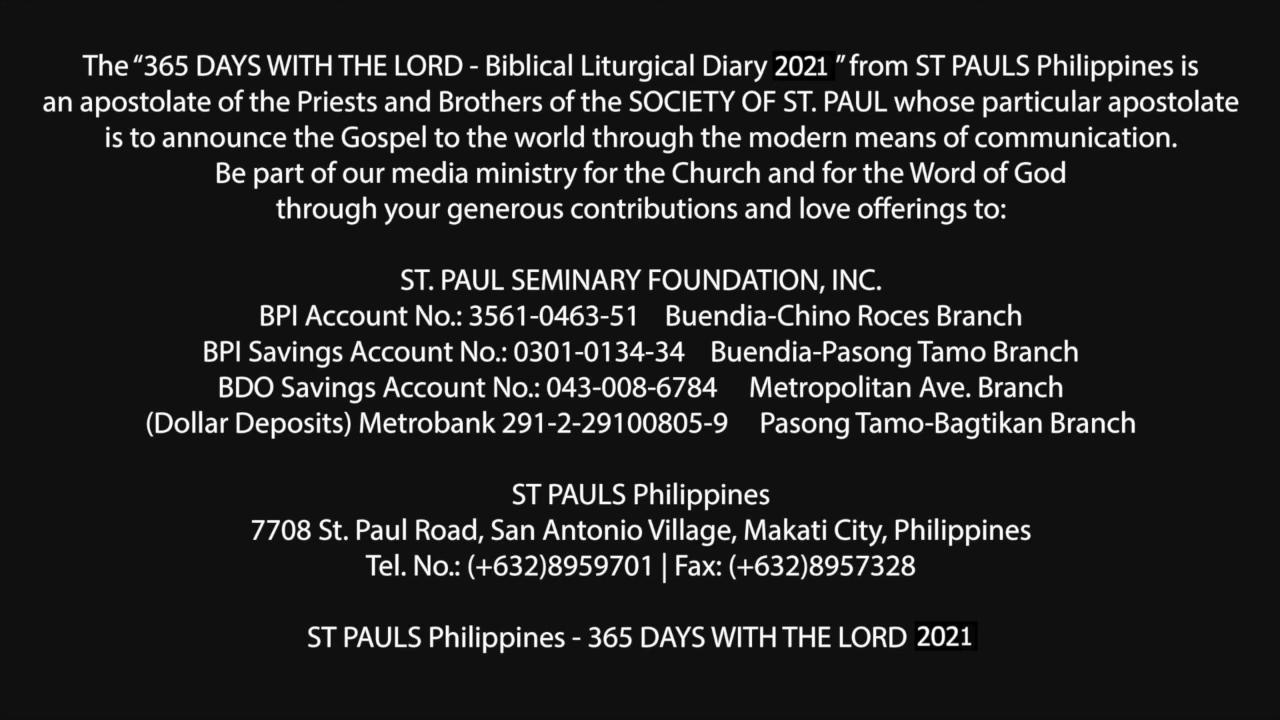 The “365 DAYS WITH THE LORD - Biblical Liturgical Diary 2021 ” from ST PAULS Philippines is
an apostolate of the Priests and Brothers of the SOCIETY OF ST. PAUL whose particular apostolate
is to announce the Gospel to the world through the modern means of communication.
Be part of our media ministry for the Church and for the Word of God
through your generous contributions and love offerings to:
ST. PAUL SEMINARY FOUNDATION, INC.
BPI Account No.: 3561-0463-51 Buendia-Chino Roces Branch
BPI Savings Account No.: 0301-0134-34 Buendia-Pasong Tamo Branch
BDO Savings Account No.: 043-008-6784 Metropolitan Ave. Branch
(Dollar Deposits) Metrobank 291-2-29100805-9 Pasong Tamo-Bagtikan Branch
ST PAULS Philippines
7708 St. Paul Road, San Antonio Village, Makati City, Philippines
Tel. No.: (+632)8959701 | Fax: (+632)8957328
ST PAULS Philippines - 365 DAYS WITH THE LORD 2021